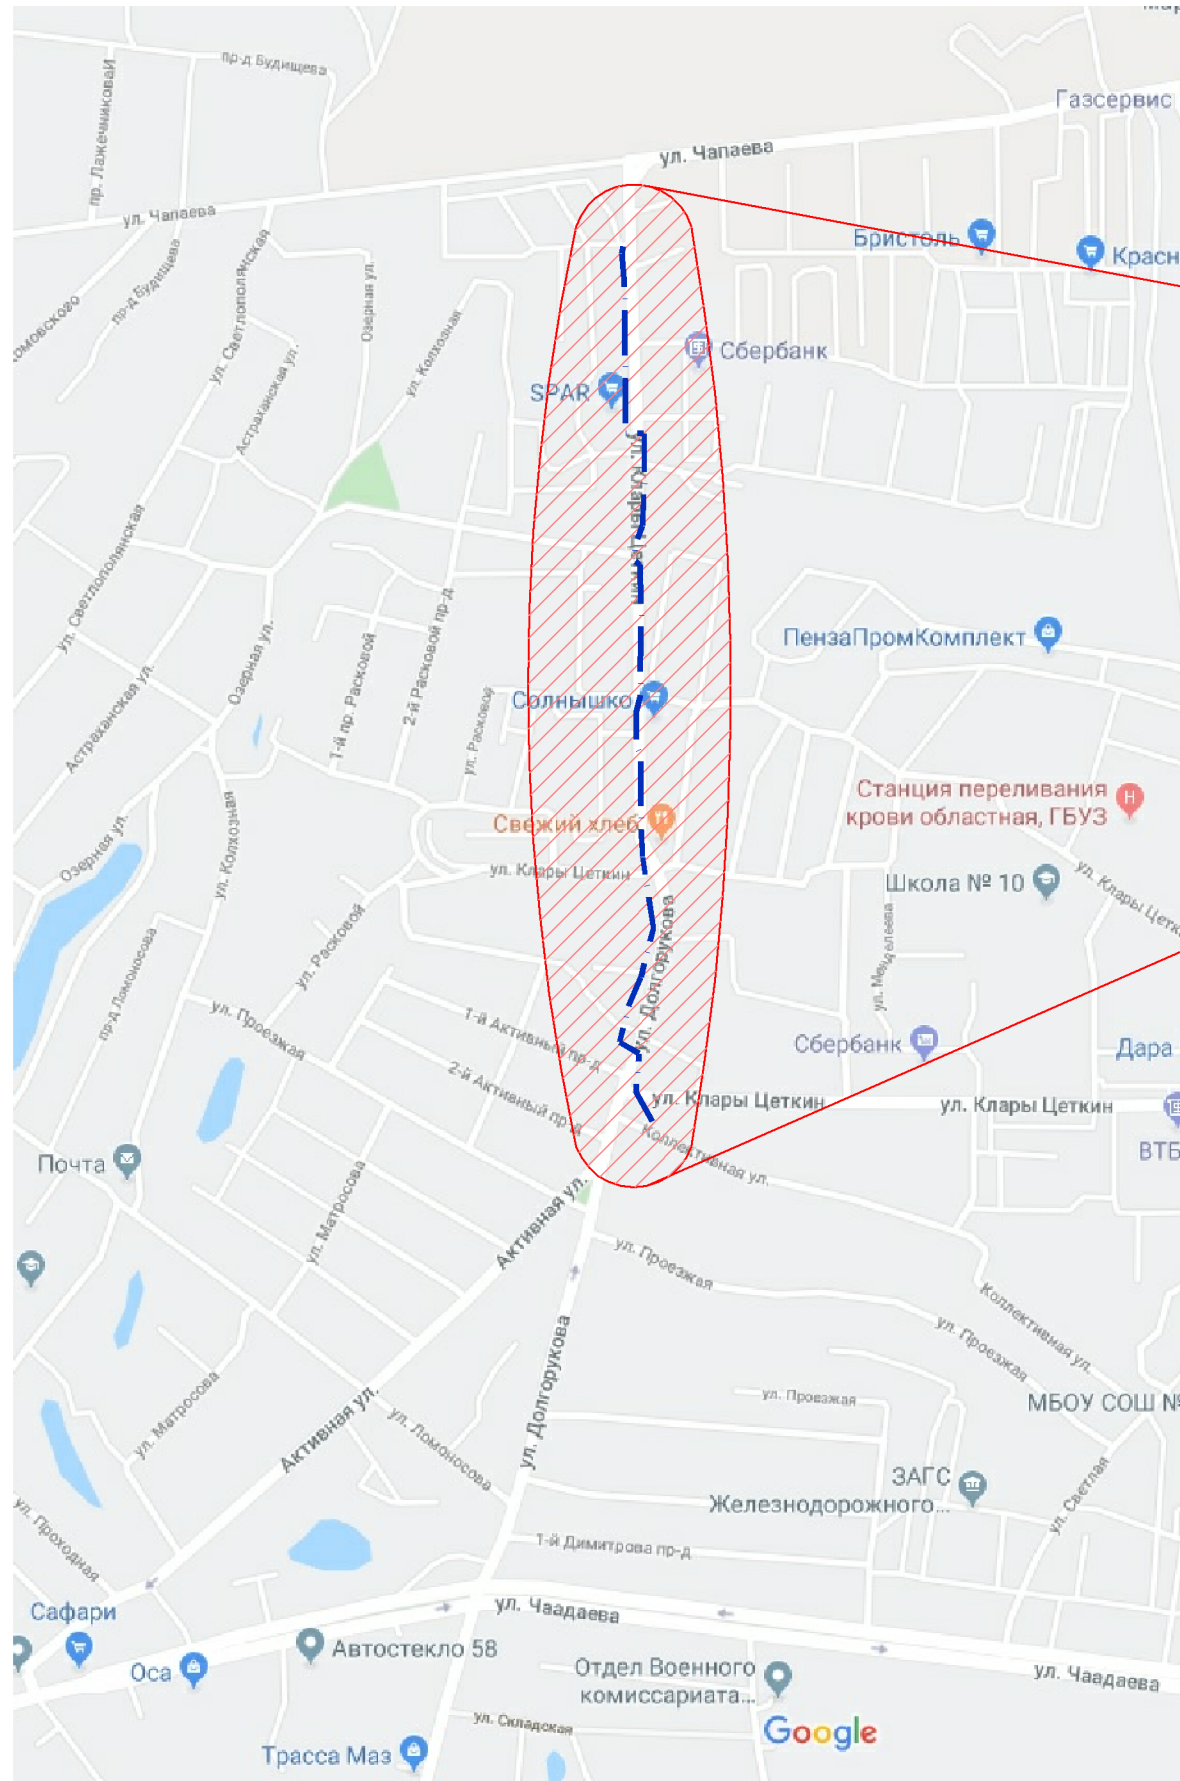 пр-д Будищева
пр. Лажечникова
Газсервис
ул. Чапаева
ул. Чапаева
Бристоль
Красн
пр-д Будищева
ул. Светлополянская
Озерная ул.
ул. Колхозная
Астраханская ул.
Сбербанк
SPAR
ул. Клары Цеткин
ул. Светлополянская
ПензаПромКомплект
Озерная ул.
1-й пр. Расковой
2-й Расковой пр-д
ул. Расковой
Астраханская ул.
Солнышко
Станция переливания
крови областная, ГБУЗ
Свежий хлеб
Озерная ул.
ул. Колхозная
ул. Клары Цеткин
Школа № 10
ул. Клары Цетк
ул. Расковой
ул. Долгорукова
ул. Менделеева
пр-д Ломоносова
ул. Проезжая
1-й Активный пр-д
2-й Активный пр-д
Сбербанк
Дара
ул. Клары Цеткин
ул. Клары Цеткин
Коллективная ул.
ВТБ
Почта
ул. Матросова
Активная ул.
ул. Проезжая
Коллективная ул.
ул. Проезжая
ул. Долгорукова
ул. Проезжая
МБОУ СОШ №
ул. Матросова
Активная ул.
ул. Ломоносова
ЗАГС
Железнодорожного...
ул. Светлая
ул. Проходная
1-й Димитрова пр-д
Сафари
ул. Чаадаева
Оса
Автостекло 58
Отдел Военного
комиссариата...
ул. Чаадаева
ул. Складская
Google
Трасса Маз